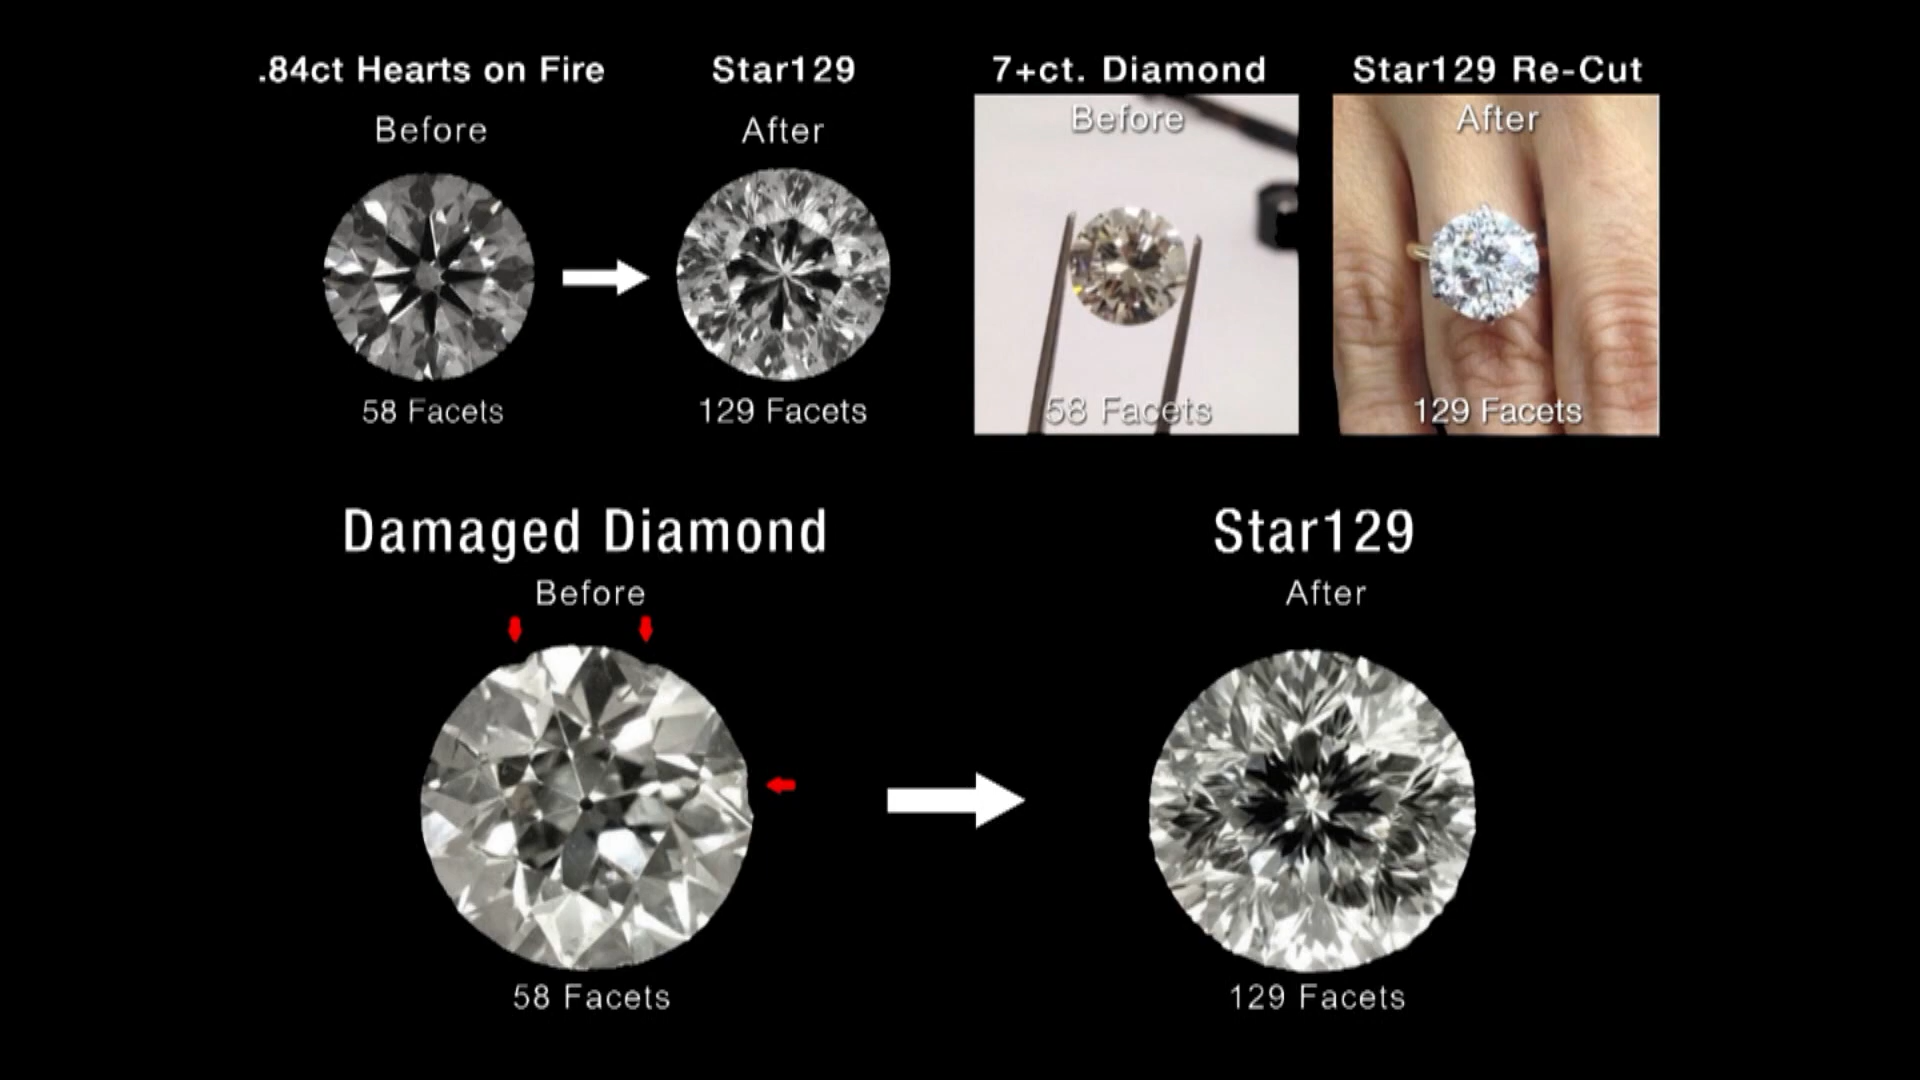 .84ct Hearts on Fire
Before
58 Facets
Star129
After
129 Facets
7+ct. Diamond
Before
58 Facets
Star129 Re-Cut
After
129 Facets
Damaged Diamond
Before
58 Facets
Star129
After
129 Facets